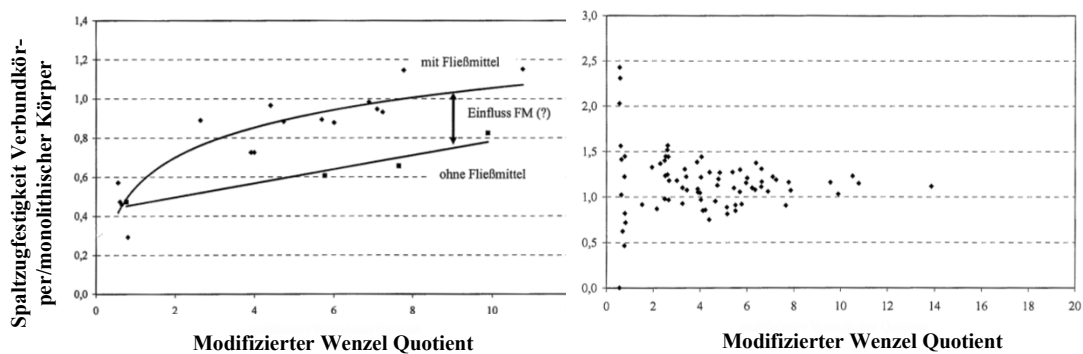 Spaltzugfestigkeit Verbundkör-
per/monolithischer Körper
1,4
1,2
1,0
0,8
0,6
0,4
0,2
0,0
mit Fließmittel
Einfluss FM (?)
ohne Fließmittel
0 2 4 6 8 10
Modifizierter Wenzel Quotient
3,0
2,5
2,0
1,5
1,0
0,5
0,0
0 2 4 6 8 10 12 14 16 18 20
Modifizierter Wenzel Quotient